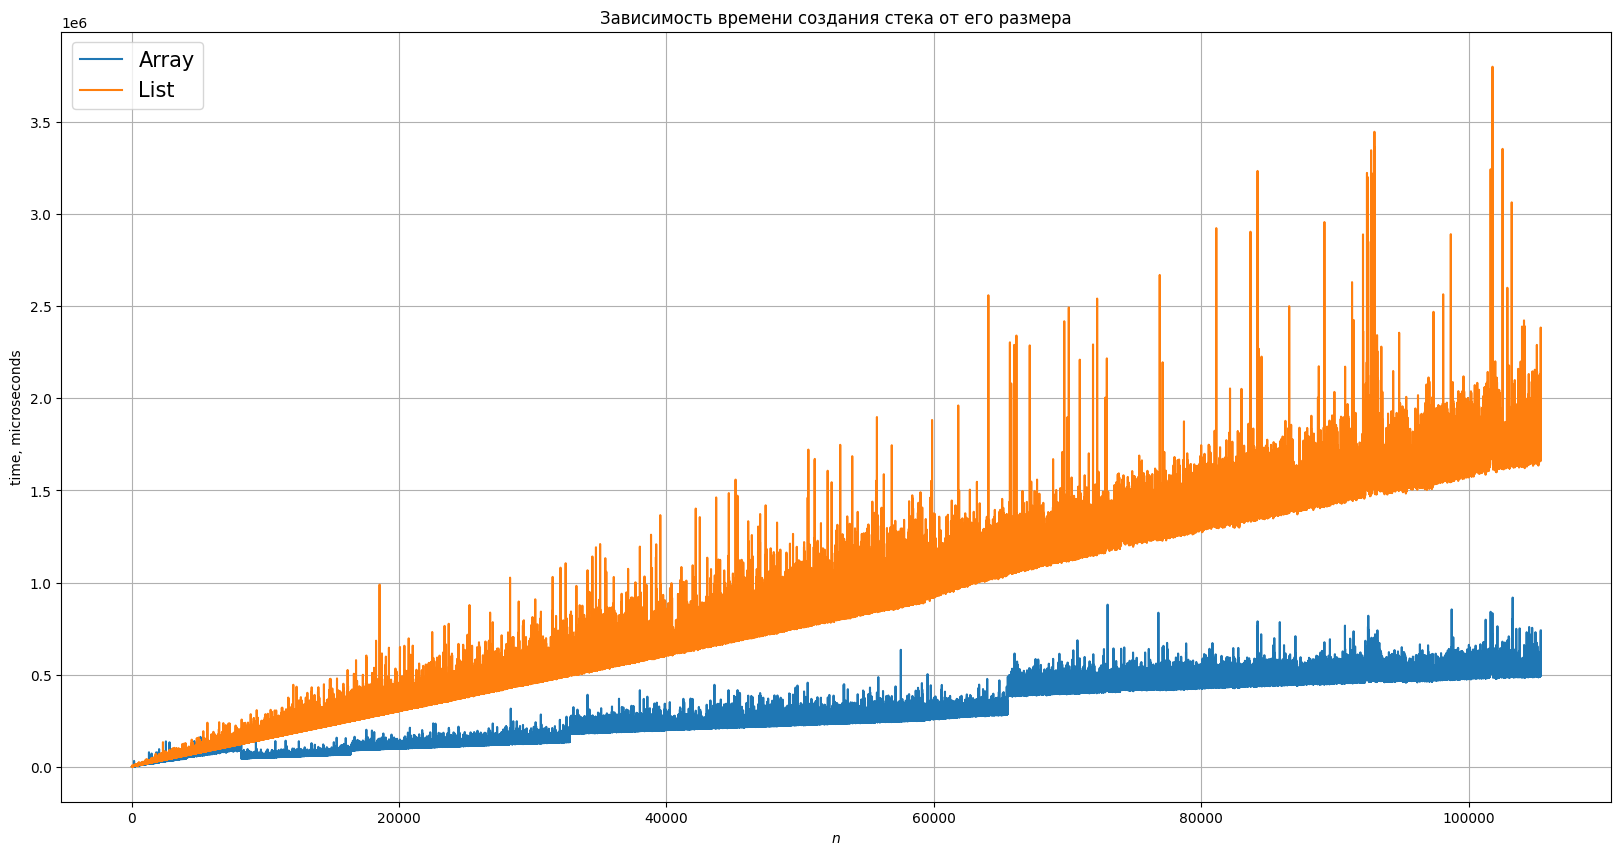 Зависимость времени создания стека от его размера
1e6
Array
List
3.5
3.0
2.5
2.0
1.5
1.0
0.5
0.0
time, microseconds
0 20000 40000 60000 80000 100000
n